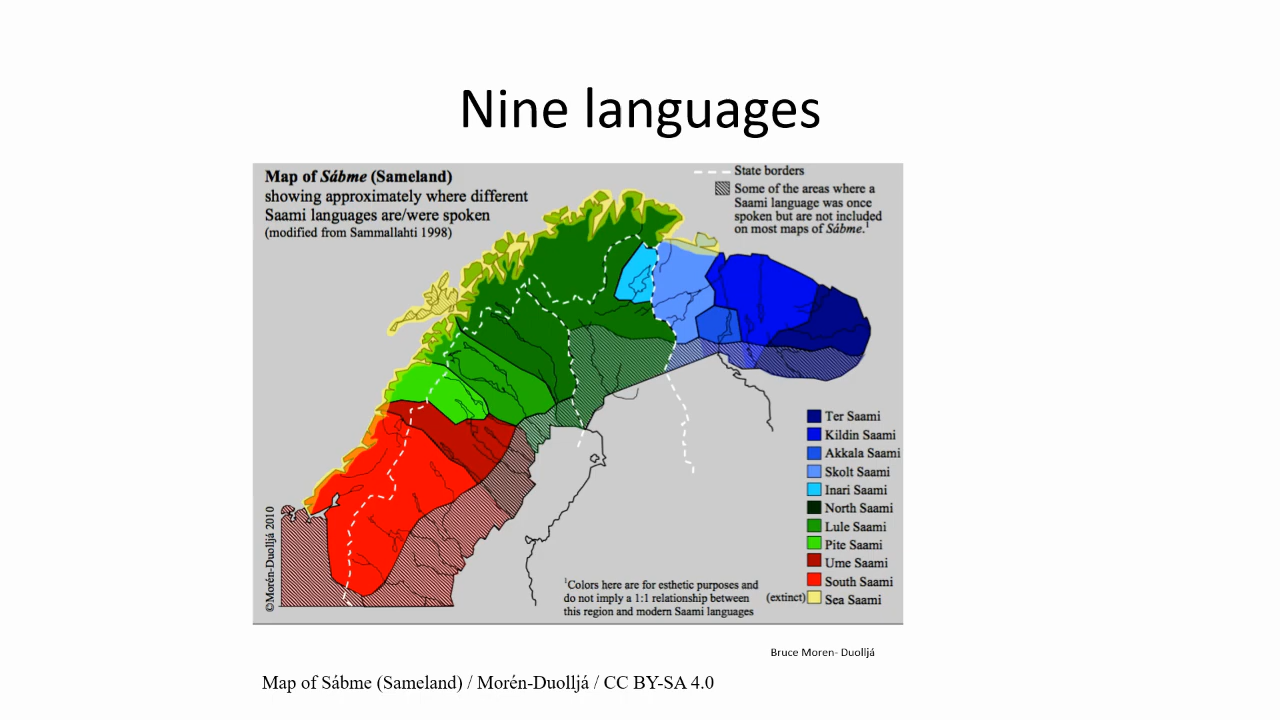 Nine languages
Map of Sábme (Sameland)
showing approximately where different
Saami languages are/were spoken
(modified from Sammallahti 1998)
State borders
Some of the areas where a
Saami language was once
spoken but are not included
on most maps of Sábme.1
Ter Saami
Kildin Saami
Akkala Saami
Skolt Saami
Inari Saami
North Saami
Lule Saami
Pite Saami
Ume Saami
South Saami
(extinct) Sea Saami
1Colors here are for esthetic purposes and
do not imply a 1:1 relationship between
this region and modern Saami languages
©Morén-Duolljá 2010
Bruce Moren- Duolljá
Map of Sábme (Sameland) / Morén-Duolljá / CC BY-SA 4.0